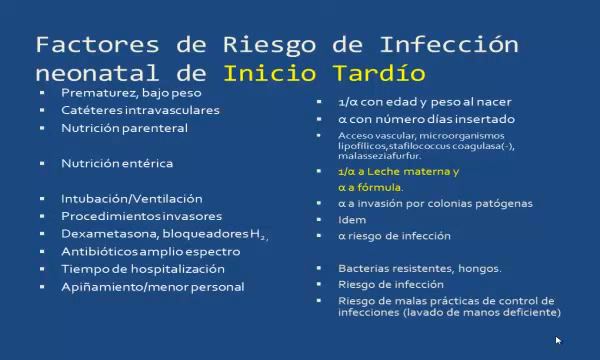 Factores de Riesgo de Infección
neonatal de Inicio Tardío
Prematurez, bajo peso
Catéteres intravasculares
Nutrición parenteral
Nutrición entérica
Intubación/Ventilación
Procedimientos invasores
Dexametasona, bloqueadores H2,
Antibióticos amplio espectro
Tiempo de hospitalización
Apiñamiento/menor personal
1/α con edad y peso al nacer
α con número días insertado
Acceso vascular, microorganismos
lipofílicos,stafilococcus coagulasa(-),
malasseziafurfur.
1/α a Leche materna y
α a fórmula.
α a invasión por colonias patógenas
Idem
α riesgo de infección
Bacterias resistentes, hongos.
Riesgo de infección
Riesgo de malas prácticas de control de
infecciones (lavado de manos deficiente)